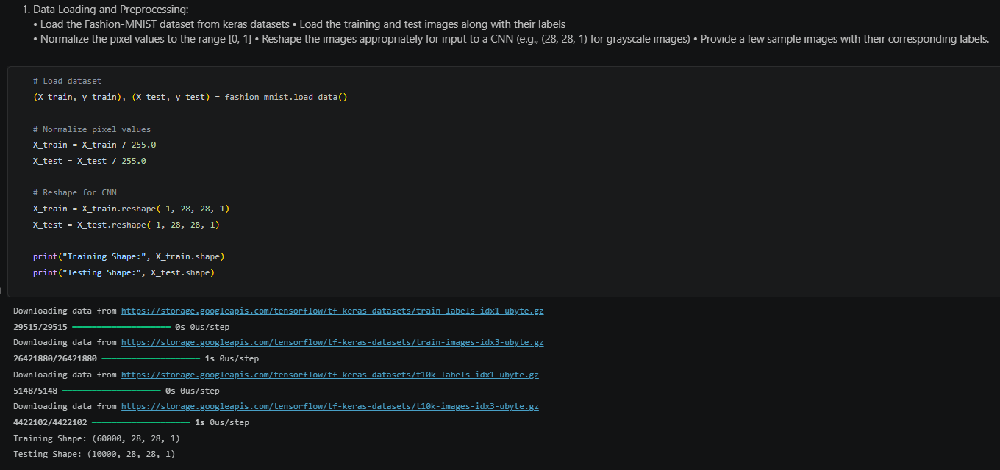 1. Data Loading and Preprocessing:
• Load the Fashion-MNIST dataset from keras datasets • Load the training and test images along with their labels
• Normalize the pixel values to the range [0, 1] • Reshape the images appropriately for input to a CNN (e.g., (28, 28, 1) for grayscale images) • Provide a few sample images with their corresponding labels.
# Load dataset
(X_train, y_train), (X_test, y_test) = fashion_mnist.load_data()
# Normalize pixel values
X_train = X_train / 255.0
X_test = X_test / 255.0
# Reshape for CNN
X_train = X_train.reshape(-1, 28, 28, 1)
X_test = X_test.reshape(-1, 28, 28, 1)
print("Training Shape:", X_train.shape)
print("Testing Shape:", X_test.shape)
Downloading data from https://storage.googleapis.com/tensorflow/tf-keras-datasets/train-labels-idx1-ubyte.gz
29515/29515 ━━━━━━━━━━━━━━━━━━━━ 0s 0us/step
Downloading data from https://storage.googleapis.com/tensorflow/tf-keras-datasets/train-images-idx3-ubyte.gz
26421880/26421880 ━━━━━━━━━━━━━━━━━━━━ 1s 0us/step
Downloading data from https://storage.googleapis.com/tensorflow/tf-keras-datasets/t10k-labels-idx1-ubyte.gz
5148/5148 ━━━━━━━━━━━━━━━━━━━━ 0s 0us/step
Downloading data from https://storage.googleapis.com/tensorflow/tf-keras-datasets/t10k-images-idx3-ubyte.gz
4422102/4422102 ━━━━━━━━━━━━━━━━━━━━ 1s 0us/step
Training Shape: (60000, 28, 28, 1)
Testing Shape: (10000, 28, 28, 1)